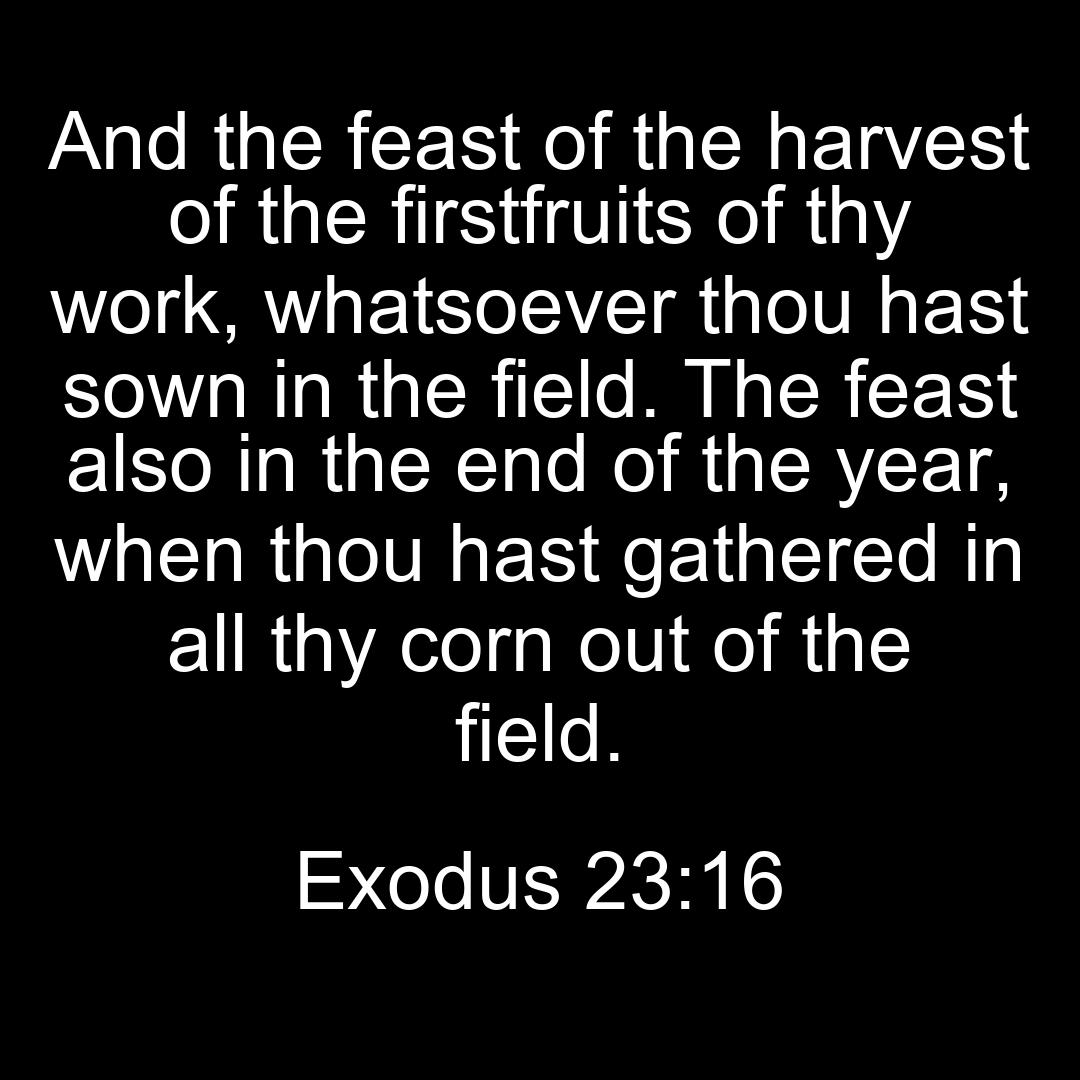 And the feast of the harvest
of the firstfruits of thy
work, whatsoever thou hast
sown in the field. The feast
also in the end of the year,
when thou hast gathered in
all thy corn out of the
field.
Exodus 23:16